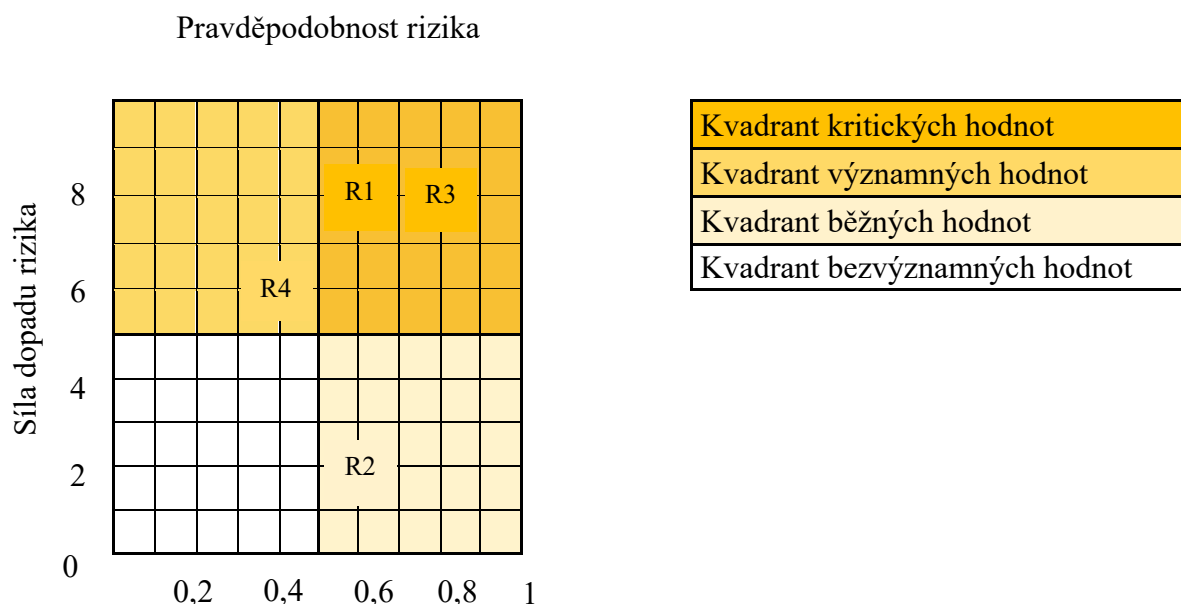 Pravděpodobnost rizika
Kvadrant kritických hodnot
Kvadrant významných hodnot
Kvadrant běžných hodnot
Kvadrant bezvýznamných hodnot
Síla dopadu rizika
8
R1
R3
6
R4
4
2
R2
0
0,2
0,4
0,6
0,8
1